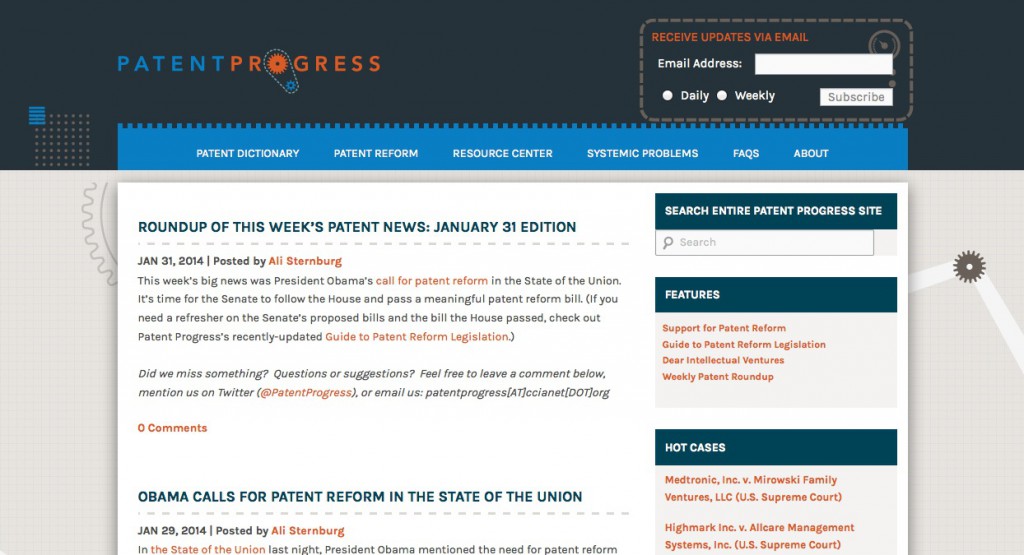 PATENTPROGRESS
RECEIVE UPDATES VIA EMAIL
Email Address:
Daily Weekly Subscribe
PATENT DICTIONARY PATENT REFORM RESOURCE CENTER SYSTEMIC PROBLEMS FAQS ABOUT
ROUNDUP OF THIS WEEK’S PATENT NEWS: JANUARY 31 EDITION
JAN 31, 2014 | Posted by Ali Sternburg
This week’s big news was President Obama’s call for patent reform in the State of the Union.
It’s time for the Senate to follow the House and pass a meaningful patent reform bill. (If you
need a refresher on the Senate’s proposed bills and the bill the House passed, check out
Patent Progress’s recently-updated Guide to Patent Reform Legislation.)
Did we miss something?  Questions or suggestions?  Feel free to leave a comment below,
mention us on Twitter (@PatentProgress), or email us: patentprogress[AT]ccianet[DOT]org
0 Comments
OBAMA CALLS FOR PATENT REFORM IN THE STATE OF THE UNION
JAN 29, 2014 | Posted by Ali Sternburg
In the State of the Union last night, President Obama mentioned the need for patent reform
SEARCH ENTIRE PATENT PROGRESS SITE
Search
FEATURES
Support for Patent Reform
Guide to Patent Reform Legislation
Dear Intellectual Ventures
Weekly Patent Roundup
HOT CASES
Medtronic, Inc. v. Mirowski Family
Ventures, LLC (U.S. Supreme Court)
Highmark Inc. v. Allcare Management
Systems, Inc. (U.S. Supreme Court)